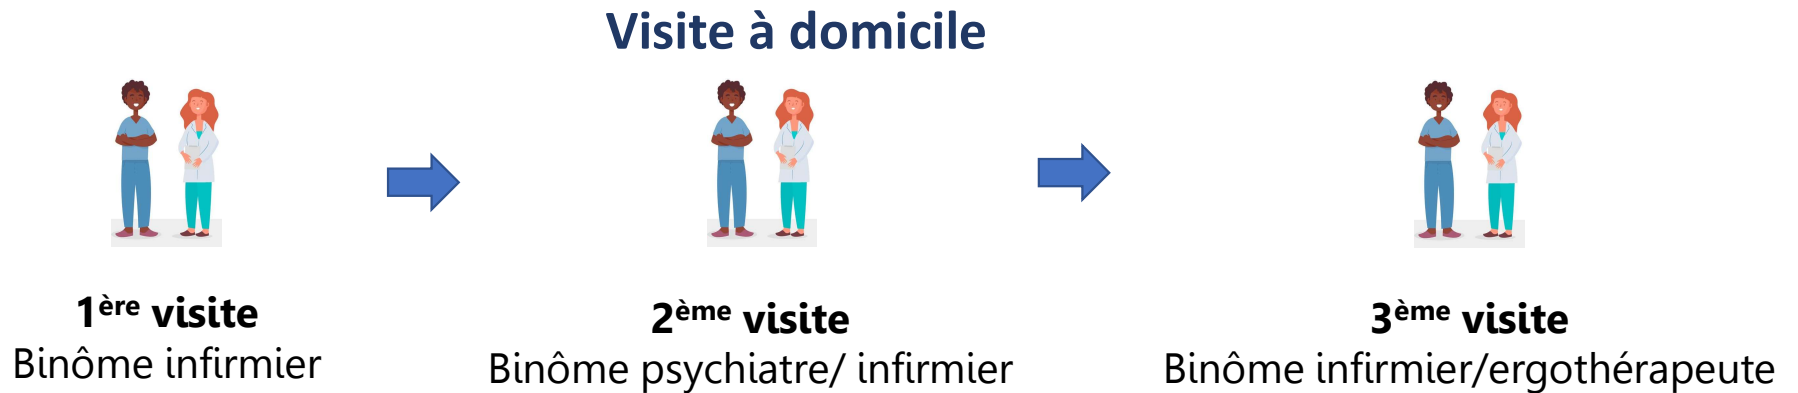 Visite à domicile
1ère visite
Binôme infirmier
2ème visite
Binôme psychiatre/ infirmier
3ème visite
Binôme infirmier/ergothérapeute